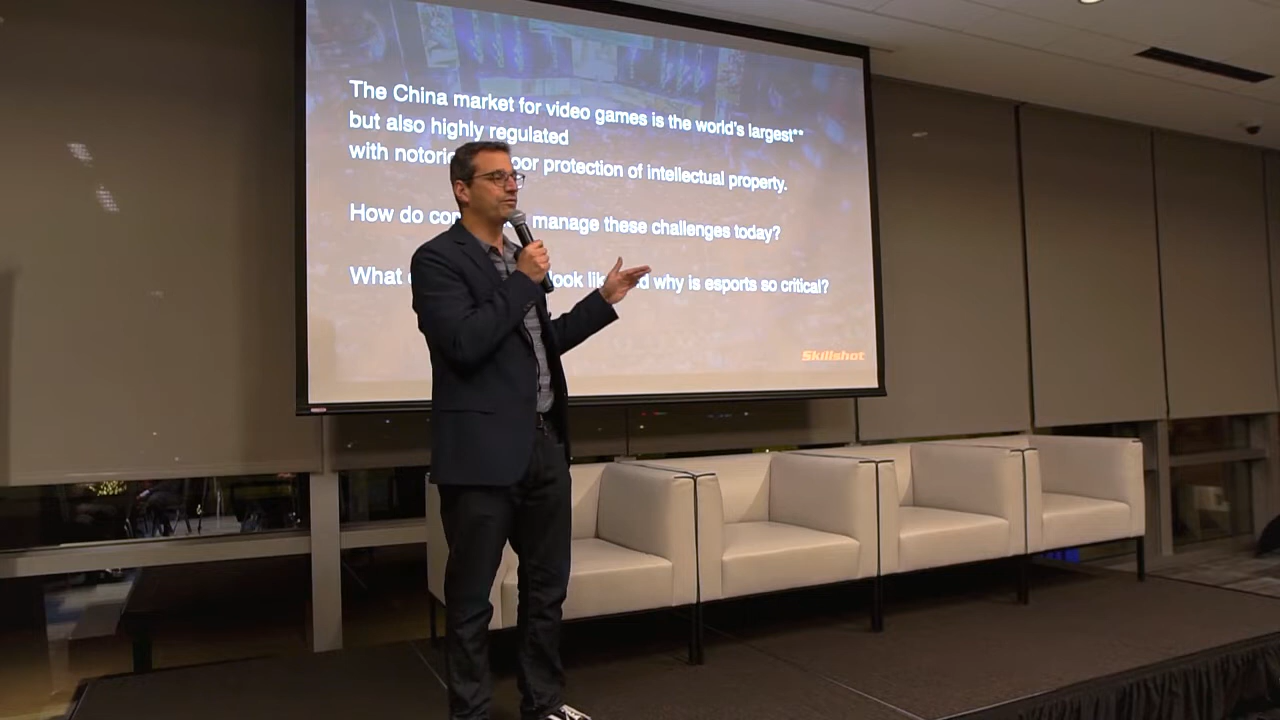 The China market for video games is the world's largest**
but also highly regulated
with notori oor protection of intellectual property.
How do co manage these challenges today?
What look lik d why is esports so critical?
Skillshot